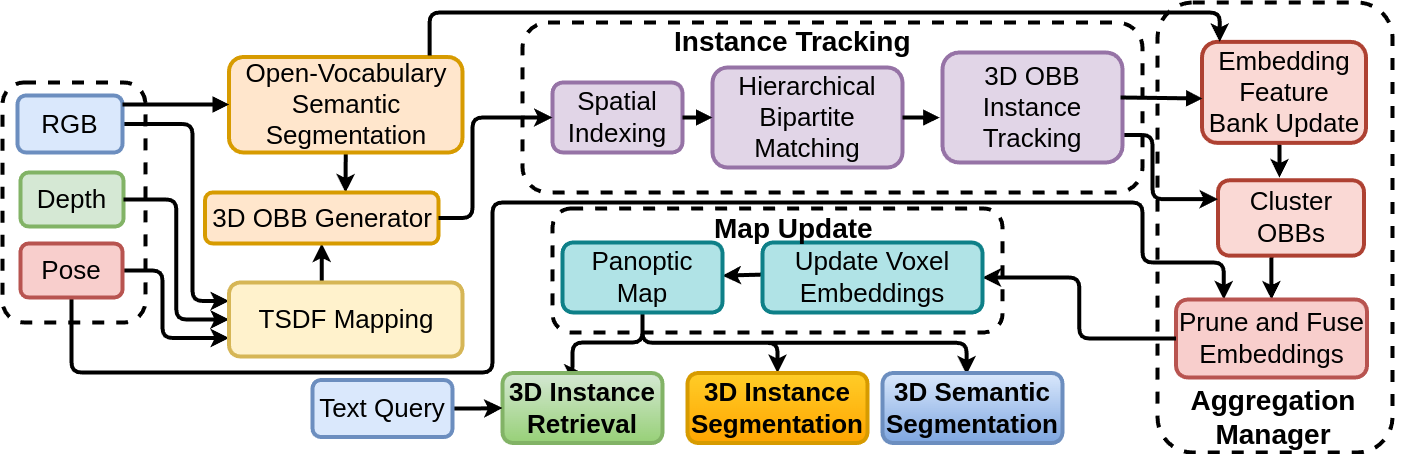 RGB
Depth
Pose
Open-Vocabulary
Semantic
Segmentation
3D OBB Generator
TSDF Mapping
Instance Tracking
Spatial
Indexing
Hierarchical
Bipartite
Matching
3D OBB
Instance
Tracking
Embedding
Feature
Bank Update
Cluster
OBBs
Prune and Fuse
Embeddings
Aggregation
Manager
Map Update
Panoptic
Map
Update Voxel
Embeddings
Text Query
3D Instance
Retrieval
3D Instance
Segmentation
3D Semantic
Segmentation